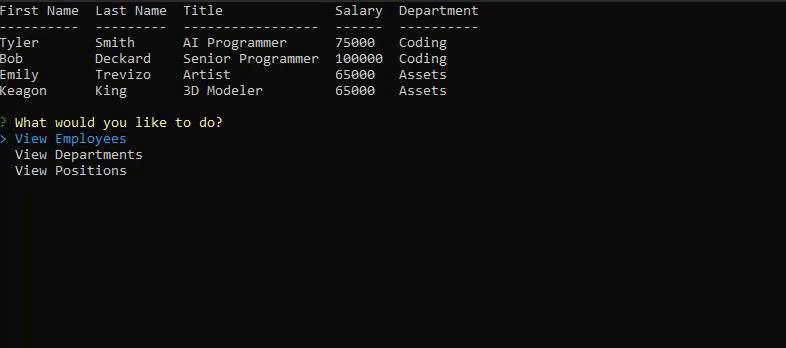 First Name  Last Name  Title              Salary  Department
----------  ---------  -----------------  ------  ----------
Tyler       Smith      AI Programmer      75000   Coding
Bob         Deckard    Senior Programmer  100000  Coding
Emily       Trevizo    Artist             65000   Assets
Keagon      King       3D Modeler         65000   Assets
? What would you like to do?
> View Employees
  View Departments
  View Positions